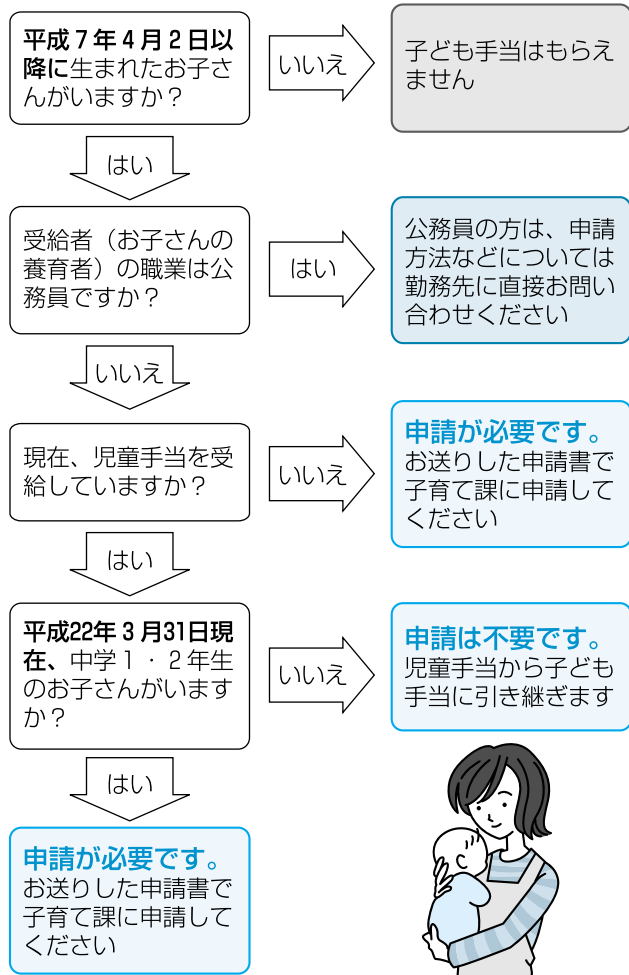 平成７年４月２日以
降に生まれたお子さ
んがいますか？
いいえ
子ども手当はもらえ
ません
はい
受給者（お子さんの
養育者）の職業は公
務員ですか？
はい
公務員の方は、申請
方法などについては
勤務先に直接お問い
合わせください
いいえ
現在、児童手当を受
給していますか？
いいえ
申請が必要です。
お送りした申請書で
子育て課に申請して
ください
はい
平成22年３月31日現
在、中学１・２年生
のお子さんがいます
か？
いいえ
申請は不要です。
児童手当から子ども
手当に引き継ぎます
はい
申請が必要です。
お送りした申請書で
子育て課に申請して
ください